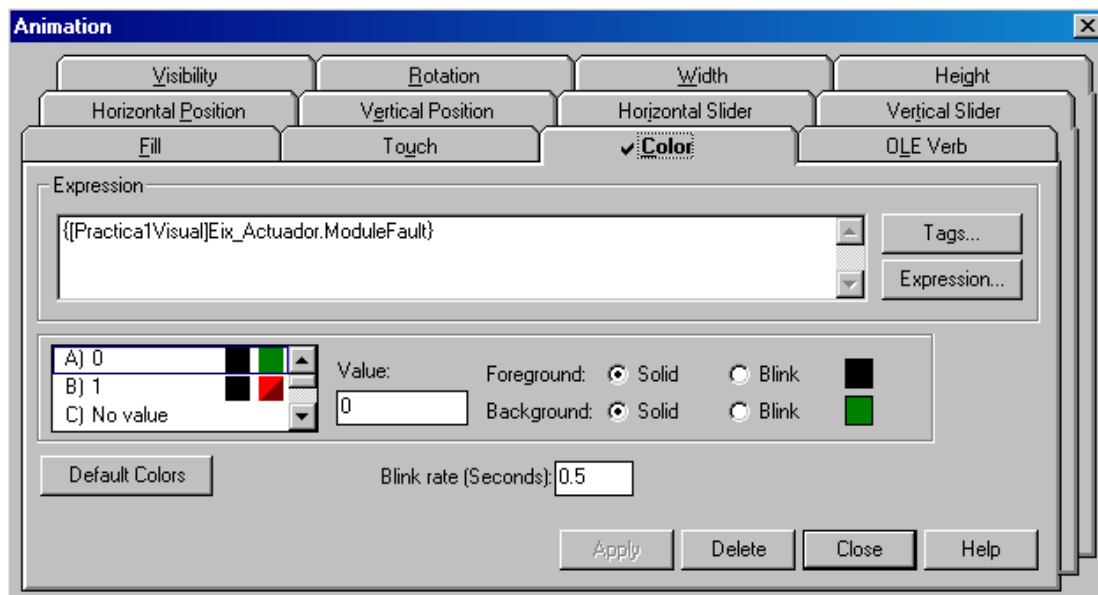 Animation
Visibility Rotation Width Height
Horizontal Position Vertical Position Horizontal Slider Vertical Slider
Fill Touch Color OLE Verb
Expression
{[Practica1Visual]Eix_Actuador.ModuleFault}
Tags...
Expression...
A) 0
B) 1
C) No value
Value:
0
Foreground: Solid Blink
Background: Solid Blink
Default Colors
Blink rate (Seconds): 0.5
Apply Delete Close Help